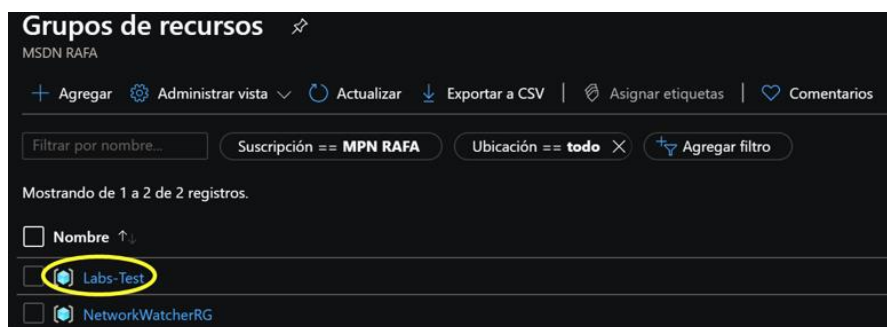 Grupos de recursos
MSDN RAFA
Agregar Administrar vista Actualizar Exportar a CSV Asignar etiquetas Comentarios
Filtrar por nombre... Suscripción == MPN RAFA Ubicación == todo Agregar filtro
Mostrando de 1 a 2 de 2 registros.
Nombre
Labs-Test
NetworkWatcherRG